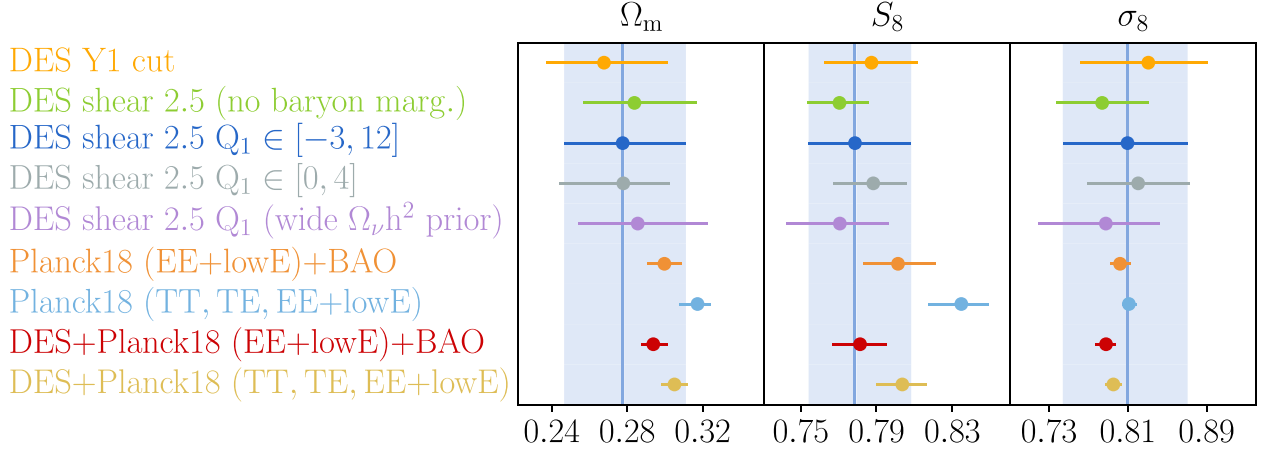 Ωₘ S₈ σ₈
DES Y1 cut
DES shear 2.5 (no baryon marg.)
DES shear 2.5 Q₁ ∈ [−3, 12]
DES shear 2.5 Q₁ ∈ [0, 4]
DES shear 2.5 Q₁ (wide Ωᵥh² prior)
Planck18 (EE+lowE)+BAO
Planck18 (TT, TE, EE+lowE)
DES+Planck18 (EE+lowE)+BAO
DES+Planck18 (TT, TE, EE+lowE)
0.24 0.28 0.32 0.75 0.79 0.83 0.73 0.81 0.89